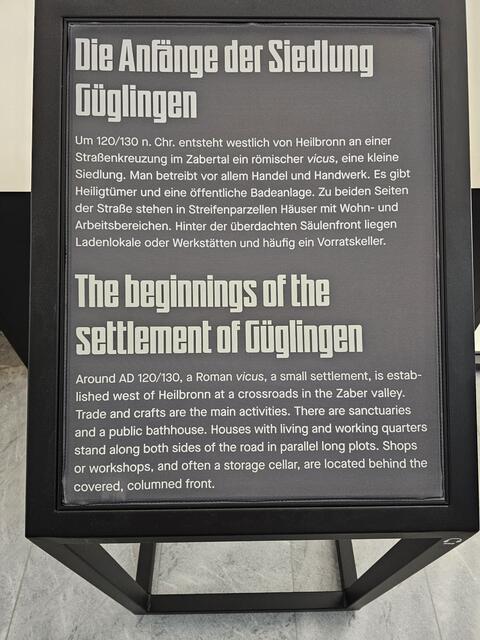 Die Anfänge der Siedlung
Güglingen
Um 120/130 n. Chr. entsteht westlich von Heilbronn an einer
Straßenkreuzung im Zabertal ein römischer vicus, eine kleine
Siedlung. Man betreibt vor allem Handel und Handwerk. Es gibt
Heiligtümer und eine öffentliche Badeanlage. Zu beiden Seiten
der Straße stehen in Streifenparzellen Häuser mit Wohn- und
Arbeitsbereichen. Hinter der überdachten Säulenfront liegen
Ladenlokale oder Werkstätten und häufig ein Vorratskeller.
The beginnings of the
settlement of Güglingen
Around AD 120/130, a Roman vicus, a small settlement, is estab-
lished west of Heilbronn at a crossroads in the Zaber valley.
Trade and crafts are the main activities. There are sanctuaries
and a public bathhouse. Houses with living and working quarters
stand along both sides of the road in parallel long plots. Shops
or workshops, and often a storage cellar, are located behind the
covered, columned front.